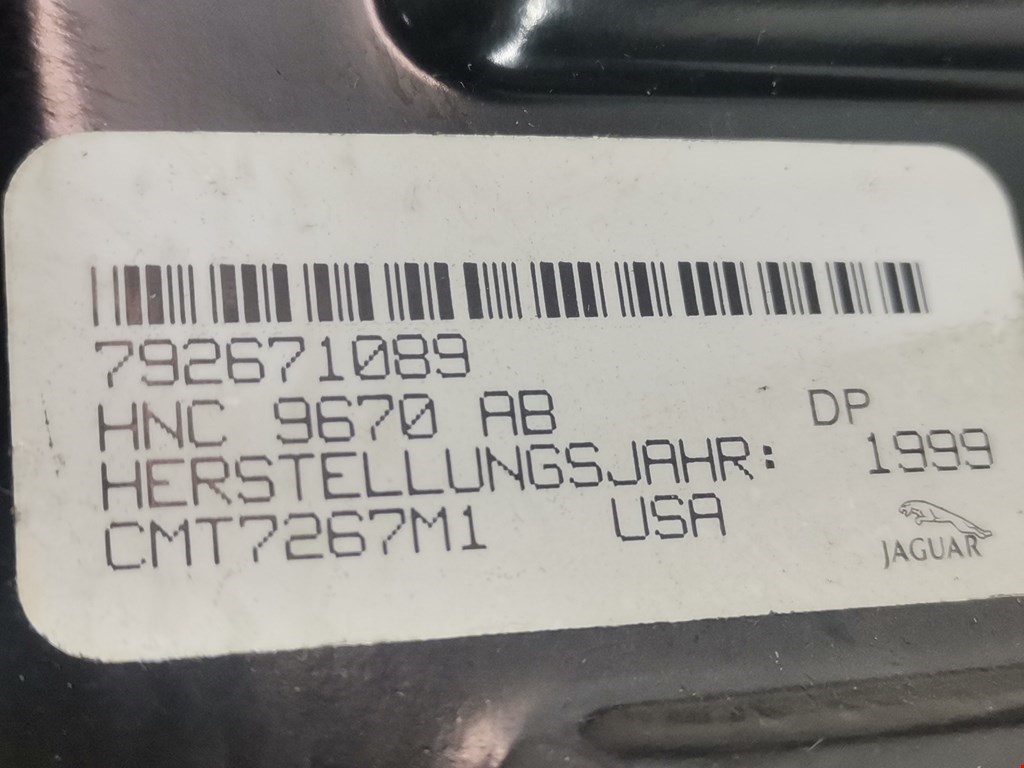 792671089
HNC 9670 AB DP
HERSTELLUNGSJAHR: 1999
CMT7267M1 USA
JAGUAR